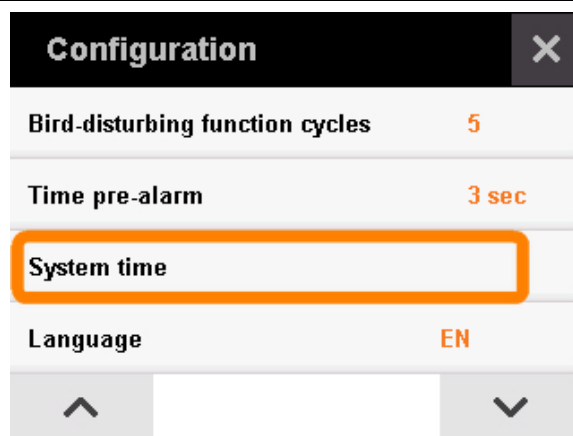 Configuration
Bird-disturbing function cycles 5
Time pre-alarm 3 sec
System time
Language EN